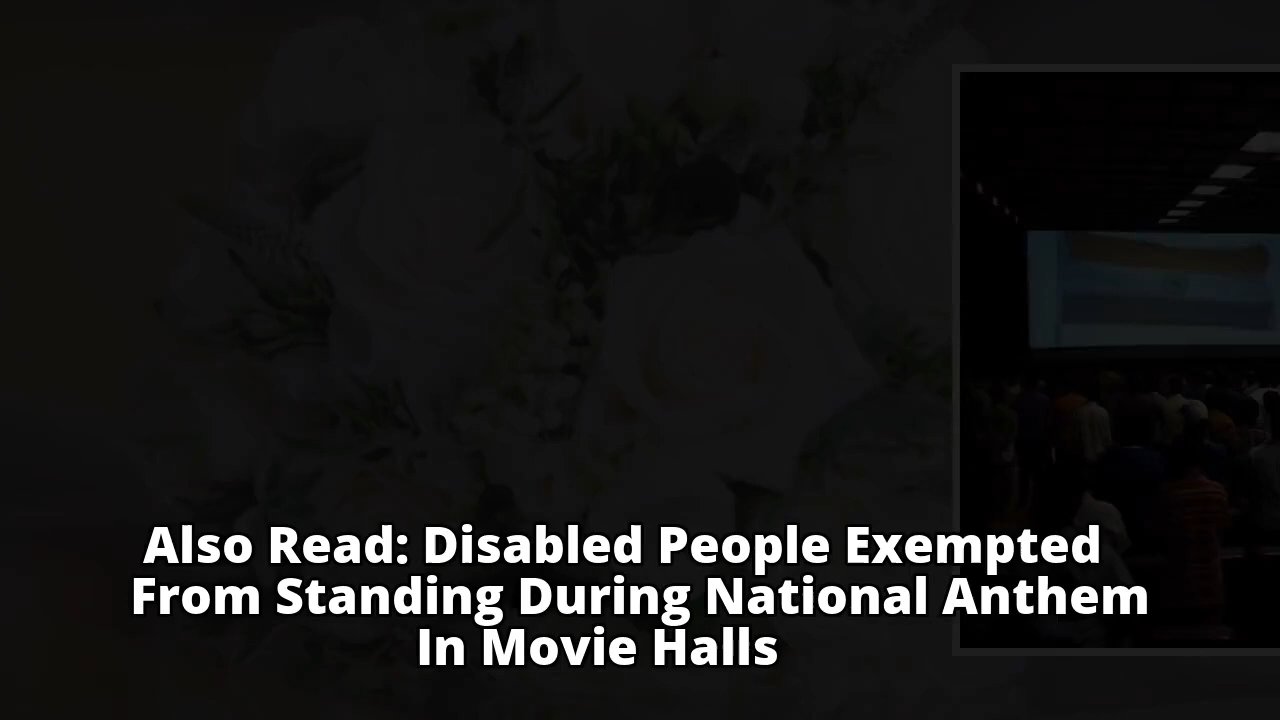 Also Read: Disabled People Exempted
From Standing During National Anthem
In Movie Halls